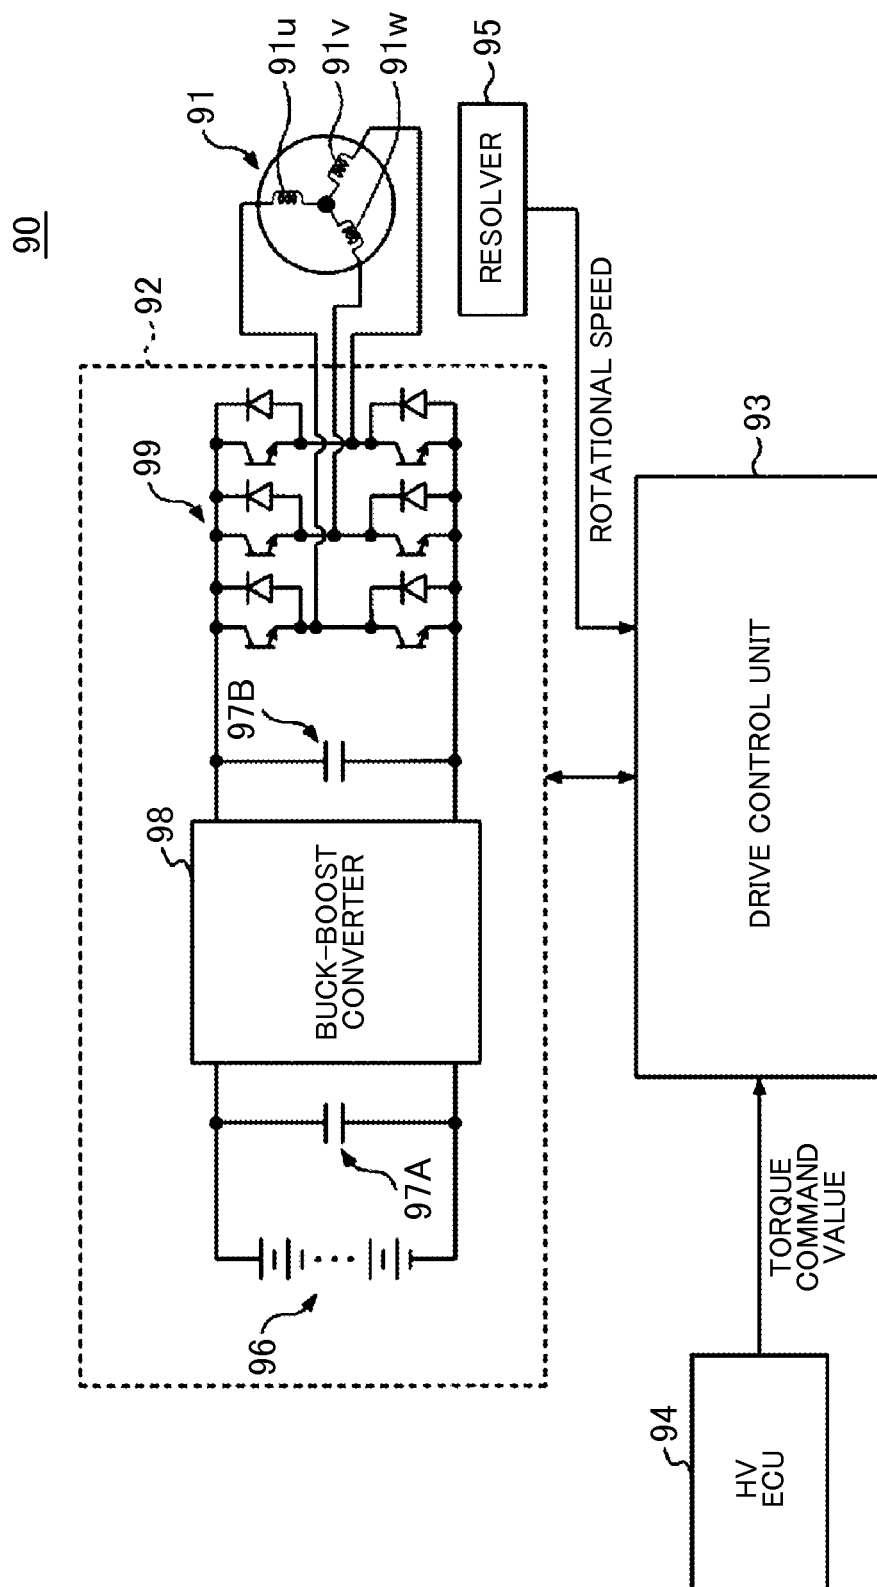 90
91
91u
91v
91w
92
99
95
RESOLVER
ROTATIONAL SPEED
97B
98
BUCK-BOOST
CONVERTER
97A
96
93
DRIVE CONTROL UNIT
TORQUE
COMMAND
VALUE
94
HV
ECU